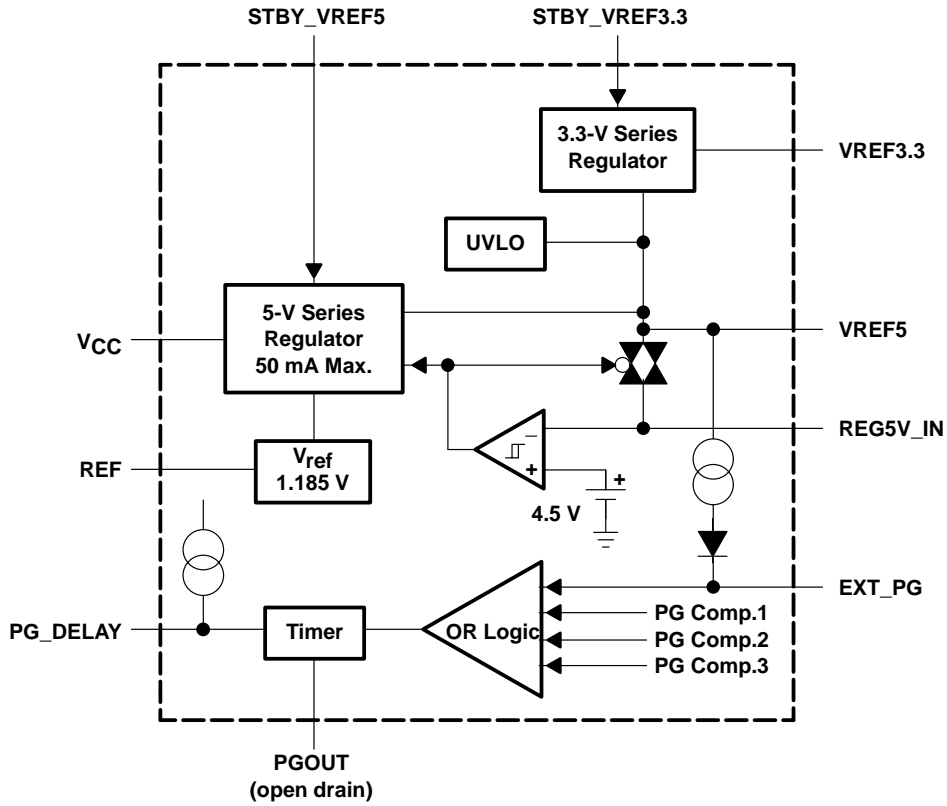 STBY_VREF5
STBY_VREF3.3
3.3-V Series
Regulator
VREF3.3
UVLO
5-V Series
Regulator
50 mA Max.
VCC
VREF5
REG5V_IN
–
+
+
4.5 V
Vref
1.185 V
REF
EXT_PG
PG_DELAY
Timer
OR Logic
PG Comp.1
PG Comp.2
PG Comp.3
PGOUT
(open drain)